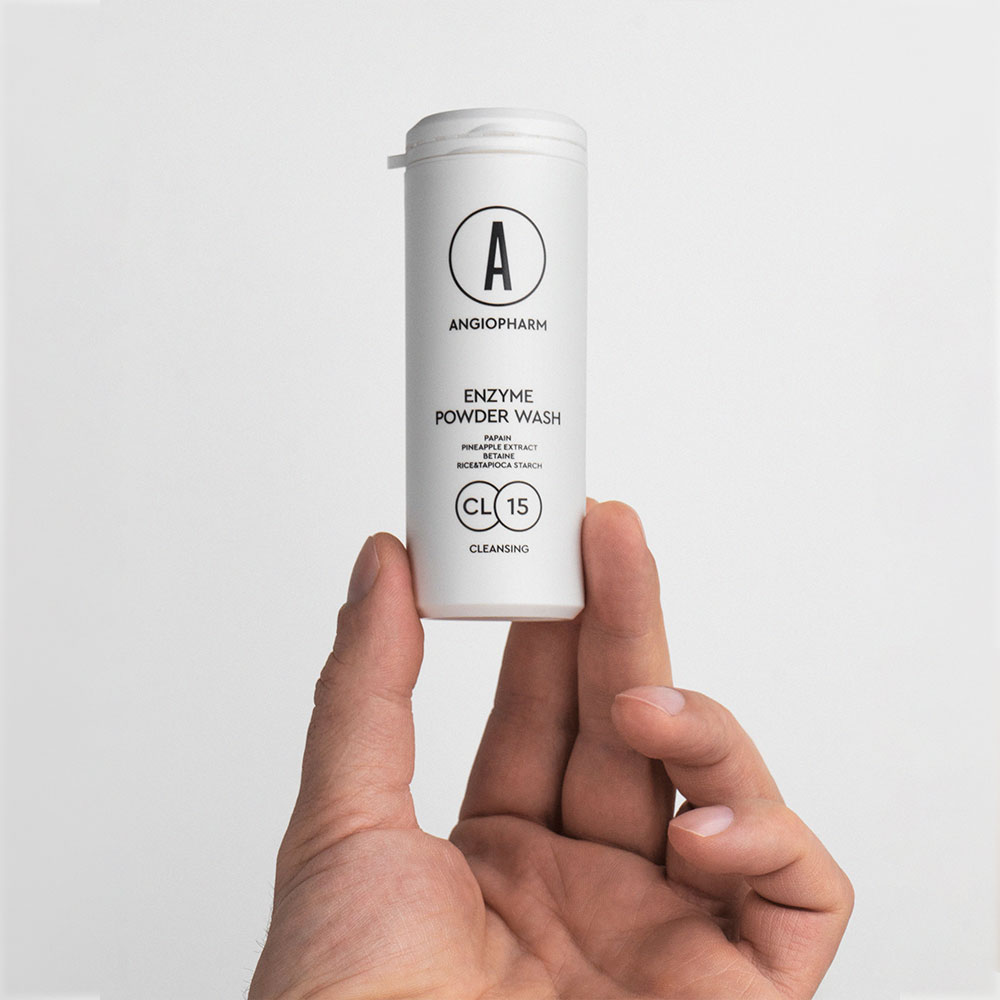 A
ANGIOPHARM
ENZYME
POWDER WASH
PAPAIN
PINEAPPLE EXTRACT
BETAINE
RICE&TAPIOCA STARCH
CL 15
CLEANSING